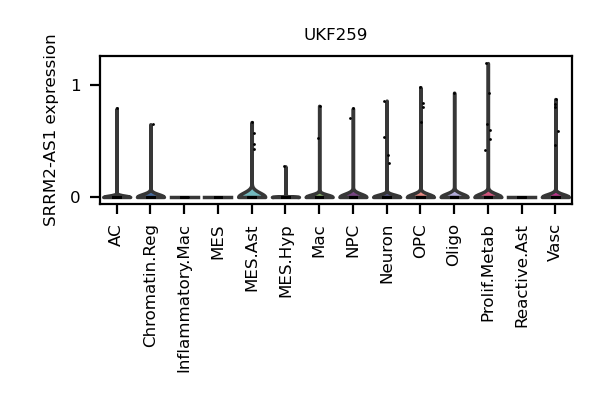 UKF259
SRRM2-AS1 expression
1
0
AC
Chromatin.Reg
Inflammatory.Mac
MES
MES.Ast
MES.Hyp
Mac
NPC
Neuron
OPC
Oligo
Prolif.Metab
Reactive.Ast
Vasc